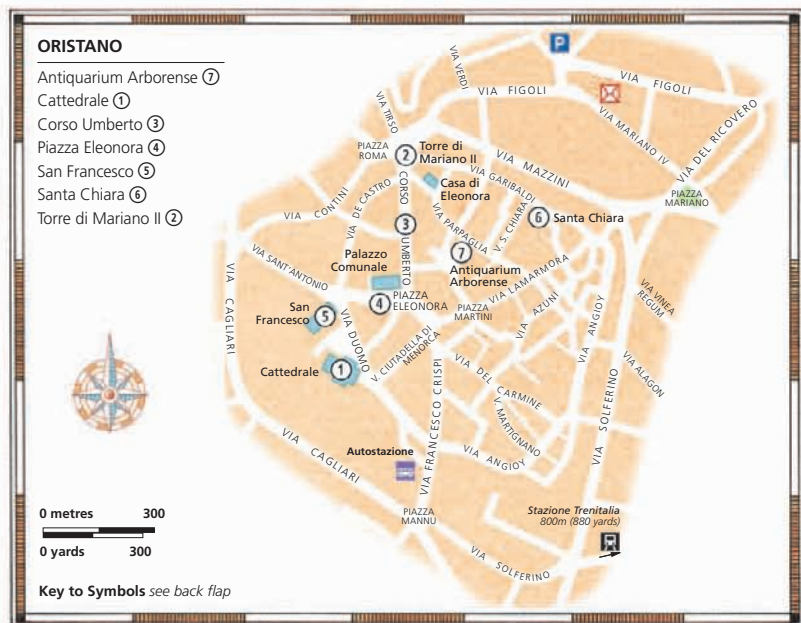 ORISTANO
Antiquarium Arborense ⑦
Cattedrale ①
Corso Umberto ③
Piazza Eleonora ④
San Francesco ⑤
Santa Chiara ⑥
Torre di Mariano II ②
P
VIA VERDI
VIA FIGOLI
VIA FIGOLI
VIA TIRSO
VIA MARIANO IV
VIA DEL RICOVERO
PIAZZA
ROMA
②
Torre di
Mariano II
VIA MAZZINI
Casa di
Eleonora
VIA GARIBALDI
PIAZZA
MARIANO
CORSO UMBERTO
VIA DE CASTRO
VIA CONTINI
③
VIA PARPAGLIA
V. S. CHIARA
⑥
Santa Chiara
⑦
Antiquarium
Arborense
Palazzo
Comunale
VIA SANT'ANTONIO
VIA LAMARMORA
VIA CAGLIARI
④
PIAZZA
ELEONORA
PIAZZA
MARTINI
VIA AZUNI
VIA ANGIOY
VIA VINEA
REGUM
San
Francesco
⑤
VIA DUOMO
V. CIUTADELLA DI
MENORCA
Cattedrale
①
VIA FRANCESCO CRISPI
VIA DEL CARMINE
V. MARTIGNANO
VIA SOLFERINO
VIA ALAGON
VIA CAGLIARI
Autostazione
VIA ANGIOY
PIAZZA
MANNU
Stazione Trenitalia
800m (880 yards)
VIA SOLFERINO
0 metres 300
0 yards 300
Key to Symbols see back flap